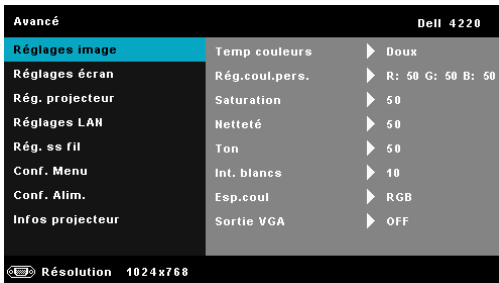 Avancé Dell 4220
Réglages image Temp couleurs Doux
Réglages écran Rég.coul.pers. R: 50 G: 50 B: 50
Rég. projecteur Saturation 50
Réglages LAN Netteté 50
Rég. ss fil Ton 50
Conf. Menu Int. blancs 10
Conf. Alim. Esp.coul RGB
Infos projecteur Sortie VGA OFF
Résolution 1024x768